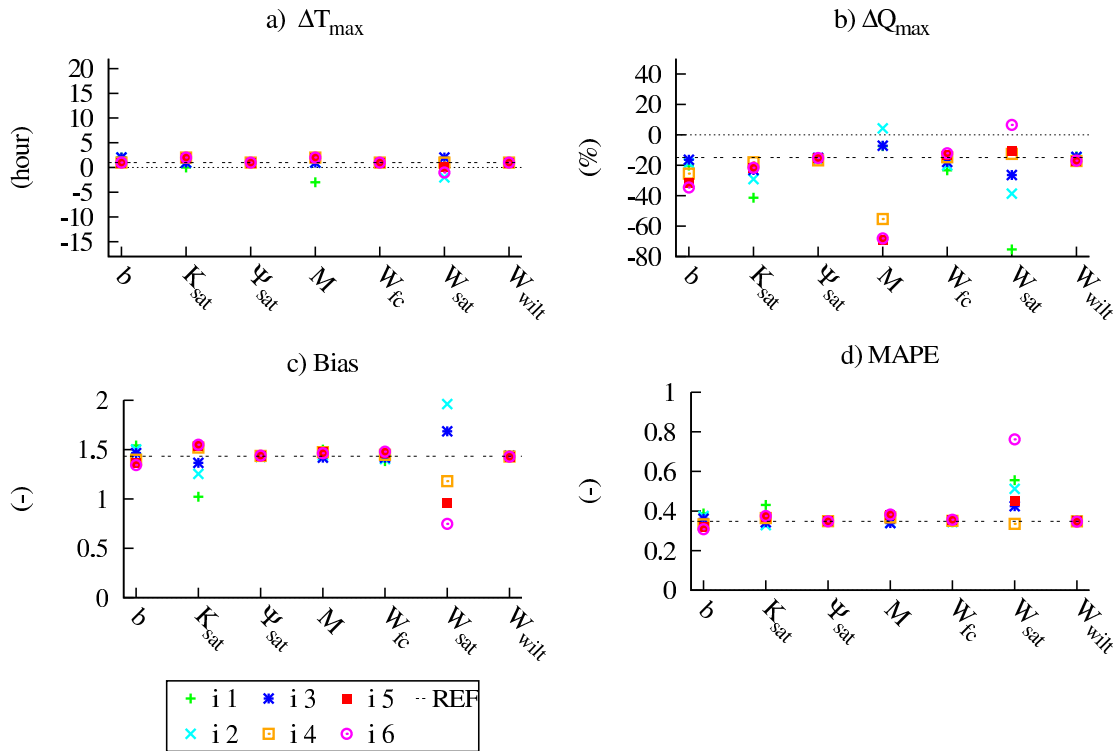 a) ΔTmax
(hour)
20
15
10
5
0
-5
-10
-15
b Ksat Ψsat M Wfc Wsat Wwilt
b) ΔQmax
(%)
40
20
0
-20
-40
-60
-80
b Ksat Ψsat M Wfc Wsat Wwilt
c) Bias
(-)
2
1.5
1
0.5
0
b Ksat Ψsat M Wfc Wsat Wwilt
d) MAPE
(-)
1
0.8
0.6
0.4
0.2
0
b Ksat Ψsat M Wfc Wsat Wwilt
i 1 i 3 i 5 REF
i 2 i 4 i 6